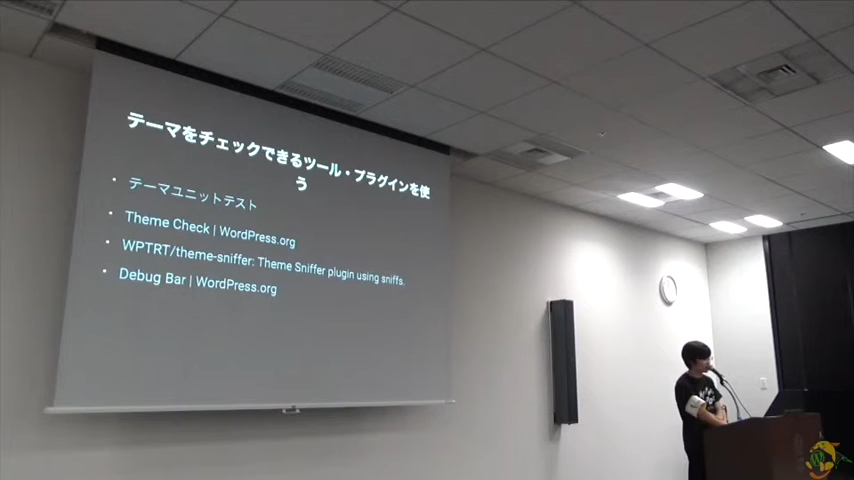 テーマをチェックできるツール・プラグインを使
う
テーマユニットテスト
Theme Check | WordPress.org
WPTRT/theme-sniffer: Theme Sniffer plugin using sniffs.
Debug Bar | WordPress.org